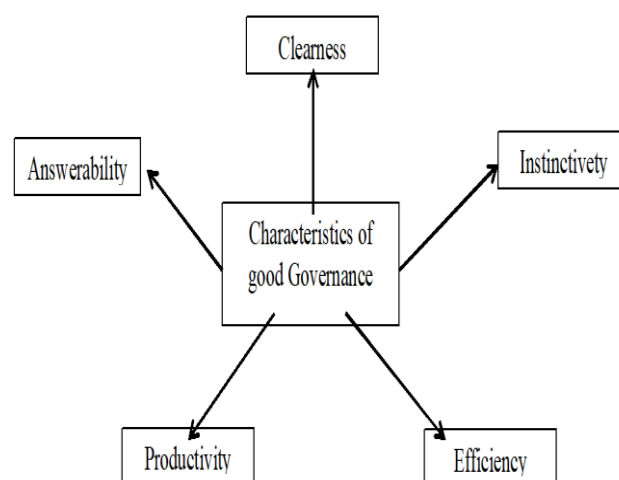 Clearness
Answerability
Instinctivety
Characteristics of
good Governance
Productivity
Efficiency